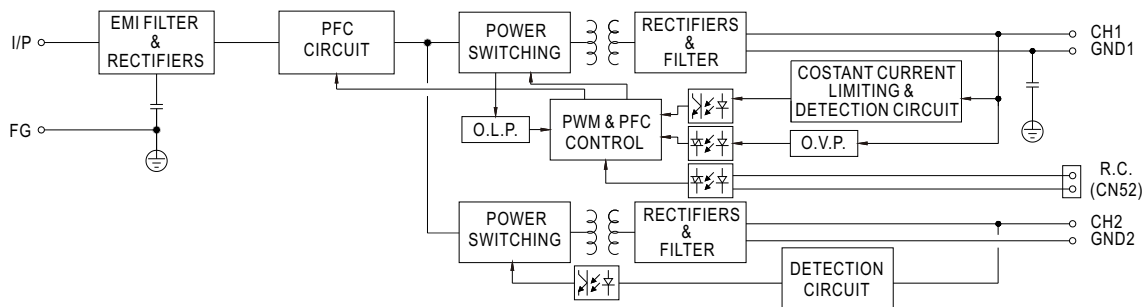 I/P
EMI FILTER
&
RECTIFIERS
PFC
CIRCUIT
POWER
SWITCHING
RECTIFIERS
&
FILTER
CH1
GND1
COSTANT CURRENT
LIMITING &
DETECTION CIRCUIT
FG
O.L.P.
PWM & PFC
CONTROL
O.V.P.
R.C.
(CN52)
POWER
SWITCHING
RECTIFIERS
&
FILTER
CH2
GND2
DETECTION
CIRCUIT